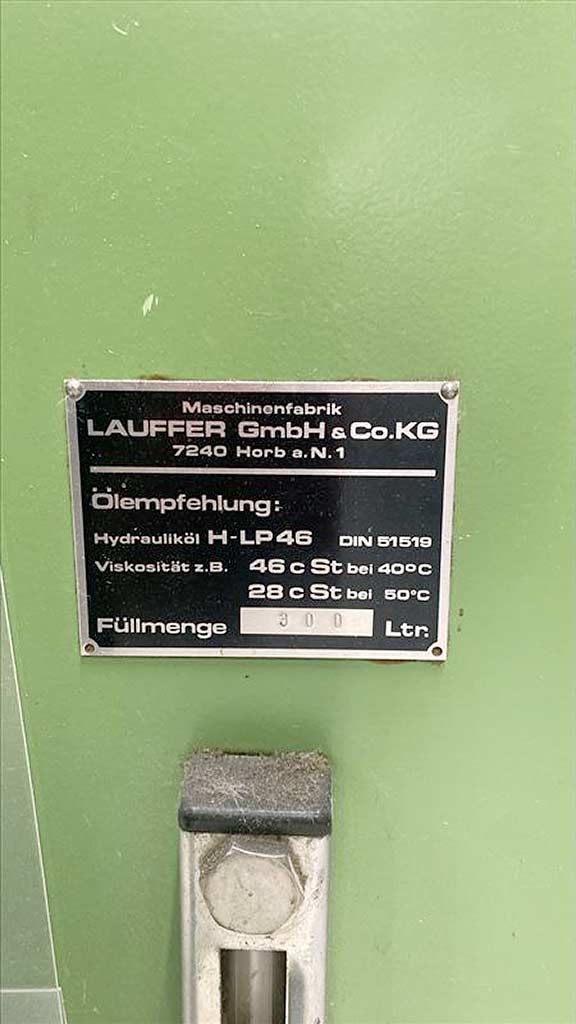 Maschinenfabrik
LAUFFER GmbH & Co.KG
7240 Horb a.N.1
Ölempfehlung:
Hydrauliköl H-LP46 DIN 51519
Viskosität z.B. 46 c St bei 40°C
28 c St bei 50°C
Füllmenge 300 Ltr.